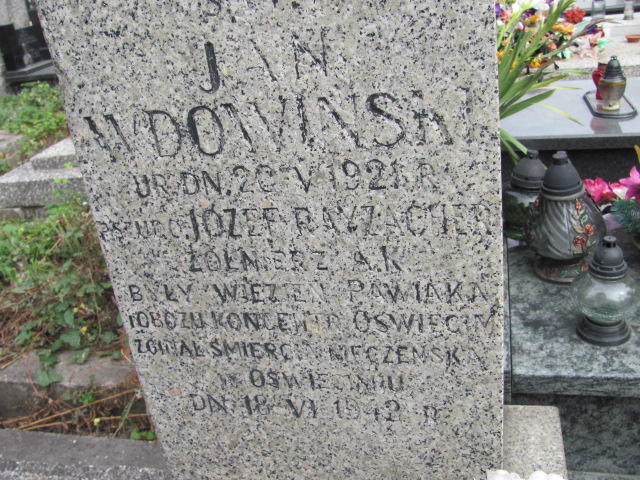 Ś.P.
JAN
WDOWIŃSKI
UR. DN. 20 V 1921 R.
PSEUDO JÓZEF RAYZACHER
ŻOŁNIERZ A.K.
BYŁY WIĘZIEŃ PAWIAKA
I OBOZU KONCENTR. OŚWIĘCIM
ZGINĄŁ ŚMIERCIĄ MĘCZEŃSKĄ
W OŚWIĘCIMIU
DN. 18 VI 1942 R.